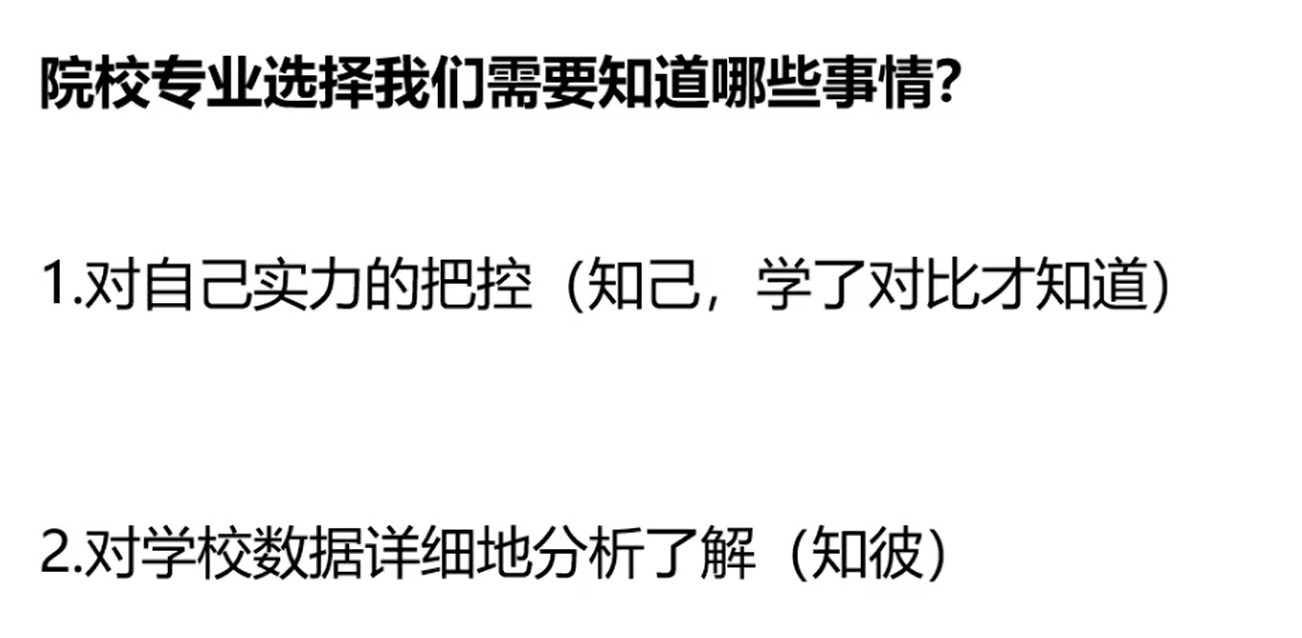 院校专业选择我们需要知道哪些事情？
1.对自己实力的把控（知己，学了对比才知道）
2.对学校数据详细地分析了解（知彼）